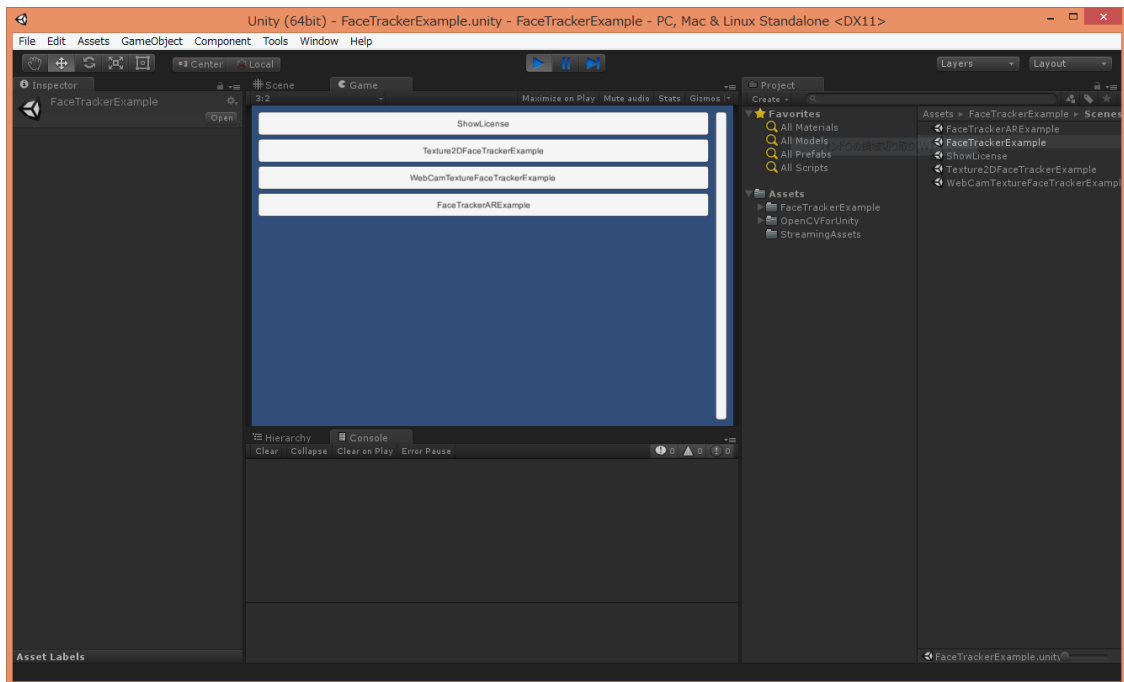 Unity (64bit) - FaceTrackerExample.unity - FaceTrackerExample - PC, Mac & Linux Standalone <DX11>
File Edit Assets GameObject Component Tools Window Help
Center Local Layers Layout
Inspector
FaceTrackerExample
Open
Asset Labels
Scene Game
3:2 Maximize on Play Mute audio Stats Gizmos
ShowLicense
Texture2DFaceTrackerExample
WebCamTextureFaceTrackerExample
FaceTrackerARExample
Hierarchy Console
Clear Collapse Clear on Play Error Pause 0 0 0
Project
Create
Favorites
All Materials
All Models
All Prefabs
All Scripts
Assets
FaceTrackerExample
OpenCVForUnity
StreamingAssets
Assets FaceTrackerExample Scenes
FaceTrackerARExample
FaceTrackerExample
ShowLicense
Texture2DFaceTrackerExample
WebCamTextureFaceTrackerExampl
FaceTrackerExample.unity